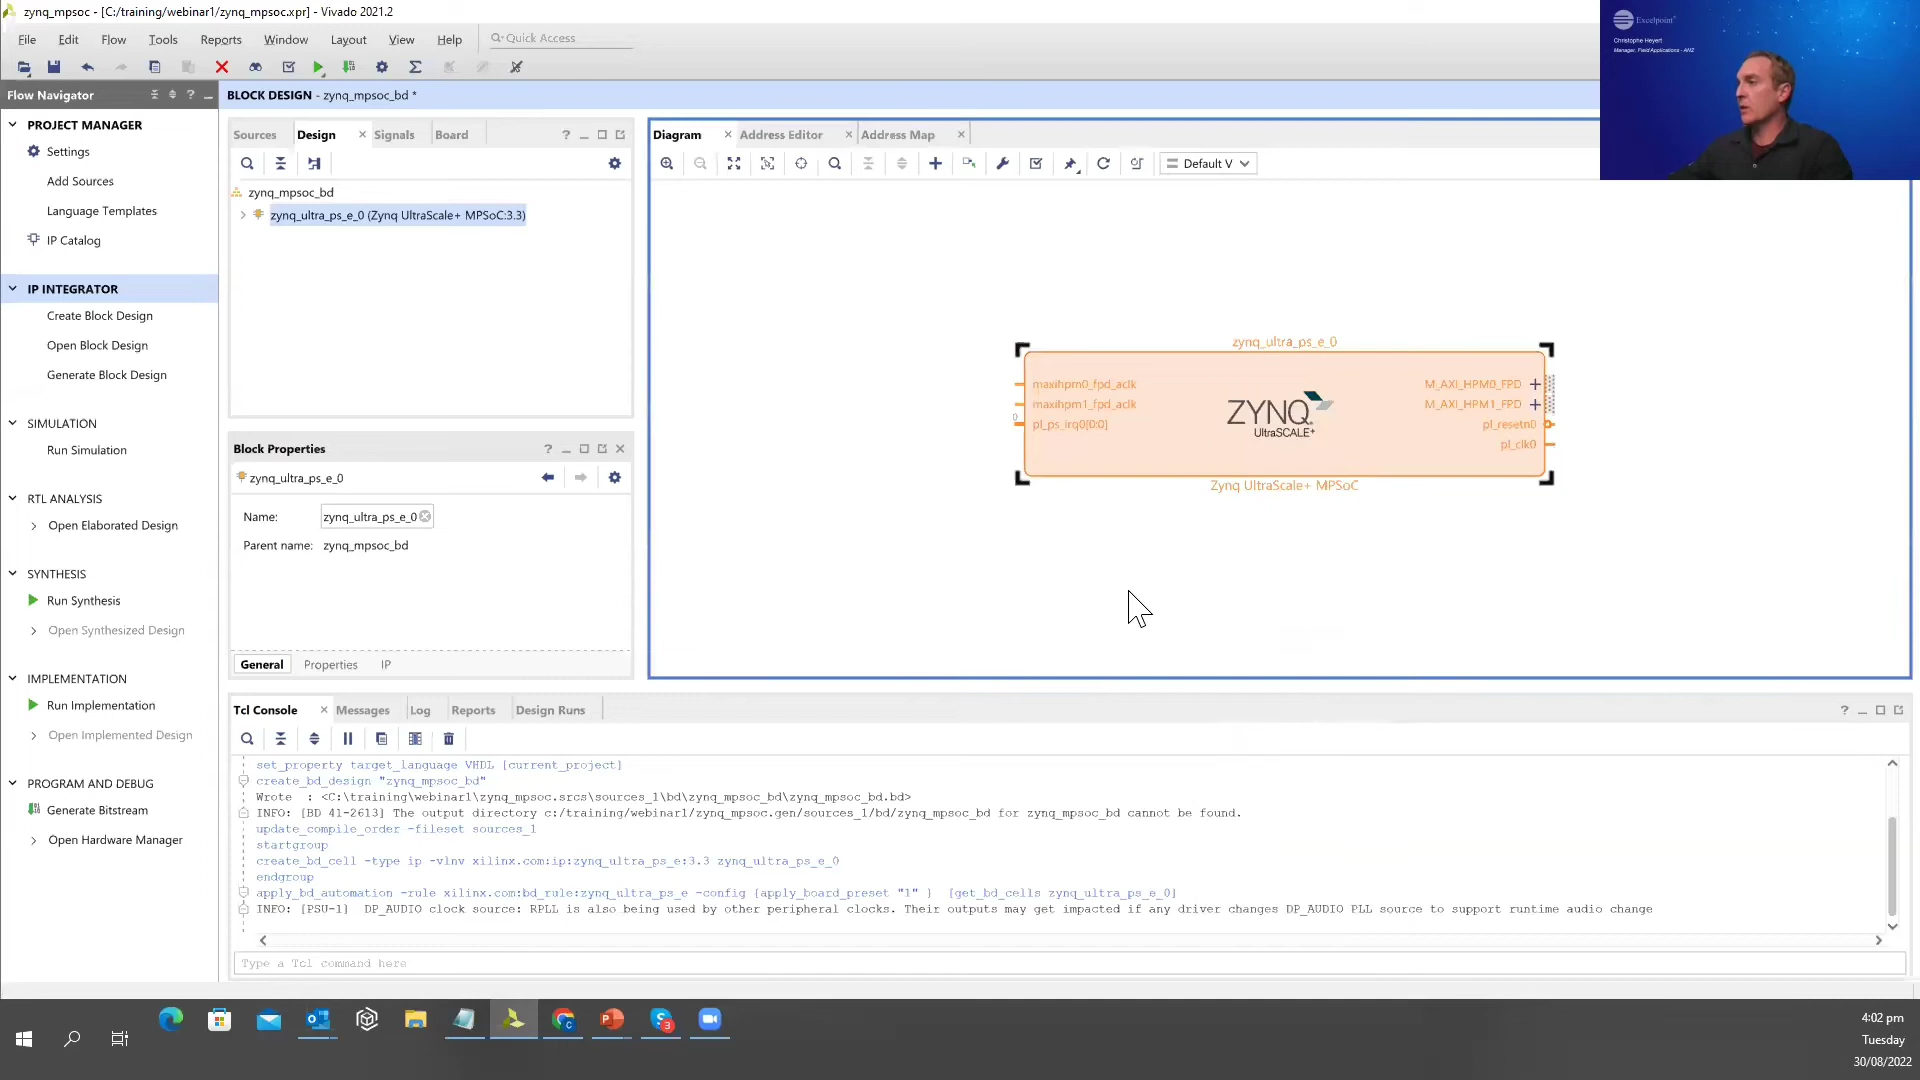 zynq_mpsoc - [C:/training/webinar1/zynq_mpsoc.xpr] - Vivado 2021.2
File Edit Flow Tools Reports Window Layout View Help Quick Access
Excelpoint
Christophe Heyert
Manager, Field Applications - ANZ
Flow Navigator
PROJECT MANAGER
Settings
Add Sources
Language Templates
IP Catalog
IP INTEGRATOR
Create Block Design
Open Block Design
Generate Block Design
SIMULATION
Run Simulation
RTL ANALYSIS
Open Elaborated Design
SYNTHESIS
Run Synthesis
Open Synthesized Design
IMPLEMENTATION
Run Implementation
Open Implemented Design
PROGRAM AND DEBUG
Generate Bitstream
Open Hardware Manager
BLOCK DESIGN - zynq_mpsoc_bd *
Sources Design Signals Board
zynq_mpsoc_bd
zynq_ultra_ps_e_0 (Zynq UltraScale+ MPSoC:3.3)
Block Properties
zynq_ultra_ps_e_0
Name: zynq_ultra_ps_e_0
Parent name: zynq_mpsoc_bd
General Properties IP
Diagram Address Editor Address Map
Default V
zynq_ultra_ps_e_0
maxihpm0_fpd_aclk
maxihpm1_fpd_aclk
0
pl_ps_irq0[0:0]
ZYNQ
UltraSCALE+
M_AXI_HPM0_FPD
M_AXI_HPM1_FPD
pl_resetn0
pl_clk0
Zynq UltraScale+ MPSoC
Tcl Console Messages Log Reports Design Runs
set_property target_language VHDL [current_project]
create_bd_design "zynq_mpsoc_bd"
Wrote : <C:\training\webinar1\zynq_mpsoc.srcs\sources_1\bd\zynq_mpsoc_bd\zynq_mpsoc_bd.bd>
INFO: [BD 41-2613] The output directory c:/training/webinar1/zynq_mpsoc.gen/sources_1/bd/zynq_mpsoc_bd for zynq_mpsoc_bd cannot be found.
update_compile_order -fileset sources_1
startgroup
create_bd_cell -type ip -vlnv xilinx.com:ip:zynq_ultra_ps_e:3.3 zynq_ultra_ps_e_0
endgroup
apply_bd_automation -rule xilinx.com:bd_rule:zynq_ultra_ps_e -config {apply_board_preset "1" } [get_bd_cells zynq_ultra_ps_e_0]
INFO: [PSU-1] DP_AUDIO clock source: RPLL is also being used by other peripheral clocks. Their outputs may get impacted if any driver changes DP_AUDIO PLL source to support runtime audio change
Type a Tcl command here
4:02 pm
Tuesday
30/08/2022